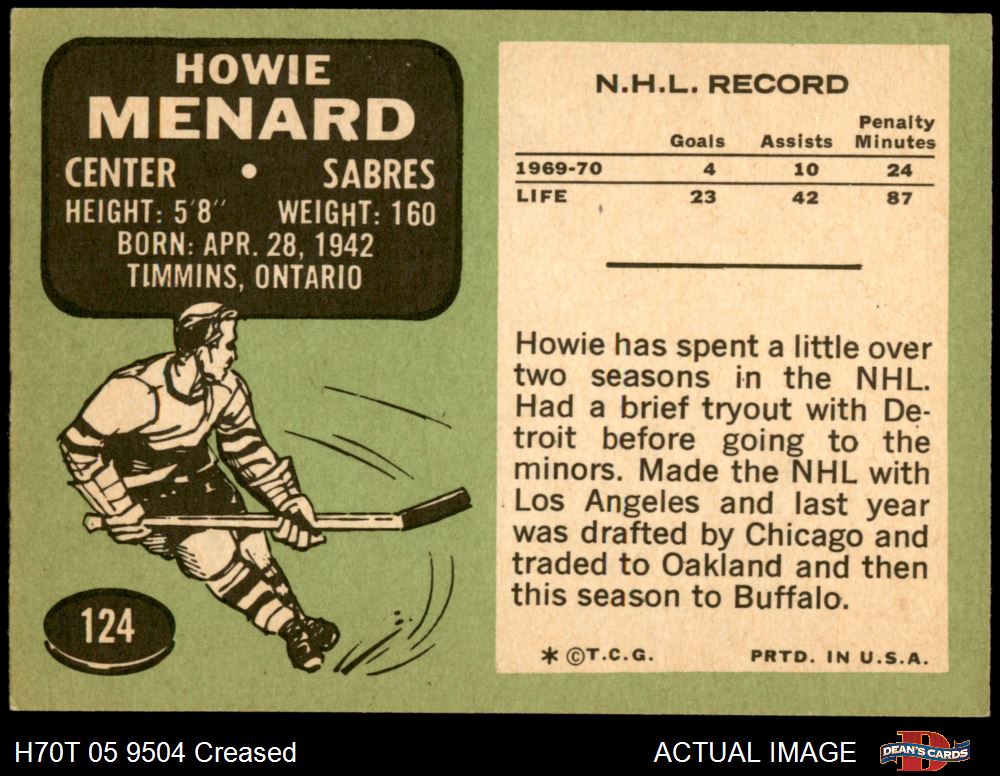 HOWIE
MENARD
CENTER • SABRES
HEIGHT: 5'8" WEIGHT: 160
BORN: APR. 28, 1942
TIMMINS, ONTARIO
124
N.H.L. RECORD
Goals Assists Penalty Minutes
1969-70 4 10 24
LIFE 23 42 87
Howie has spent a little over
two seasons in the NHL.
Had a brief tryout with De-
troit before going to the
minors. Made the NHL with
Los Angeles and last year
was drafted by Chicago and
traded to Oakland and then
this season to Buffalo.
* © T.C.G. PRTD. IN U.S.A.
H70T 05 9504 Creased
ACTUAL IMAGE
D
DEAN'S CARDS